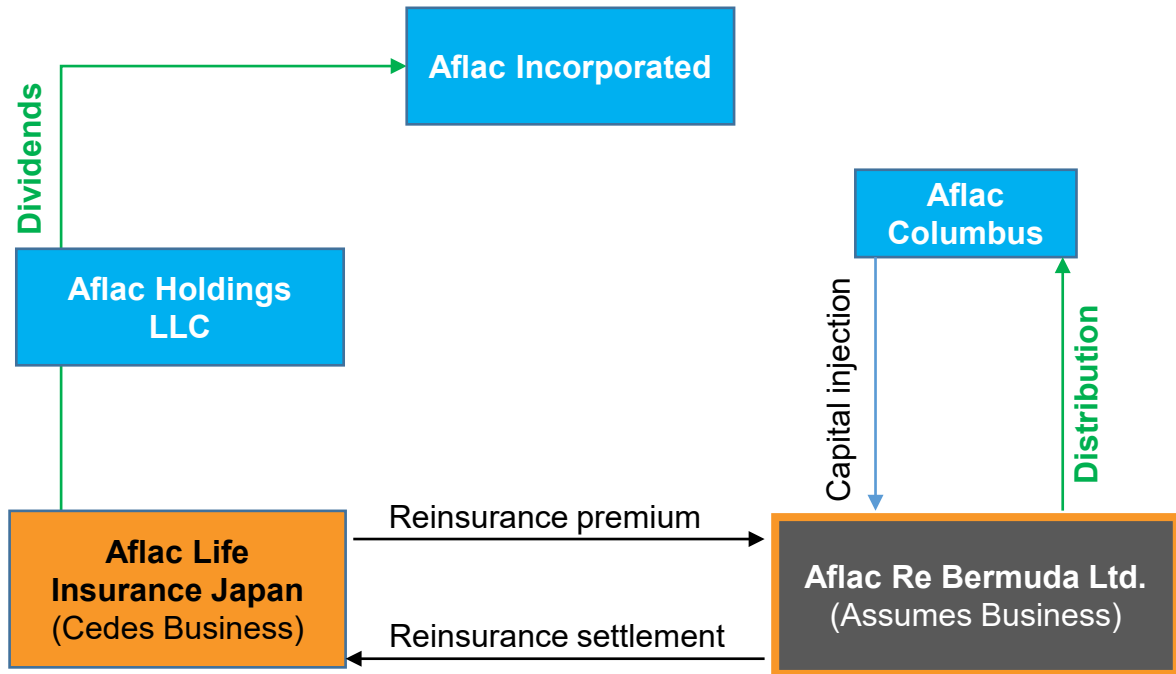 Aflac Incorporated
Dividends
Aflac
Columbus
Aflac Holdings
LLC
Capital injection
Distribution
Reinsurance premium
Aflac Life
Insurance Japan
(Cedes Business)
Aflac Re Bermuda Ltd.
(Assumes Business)
Reinsurance settlement